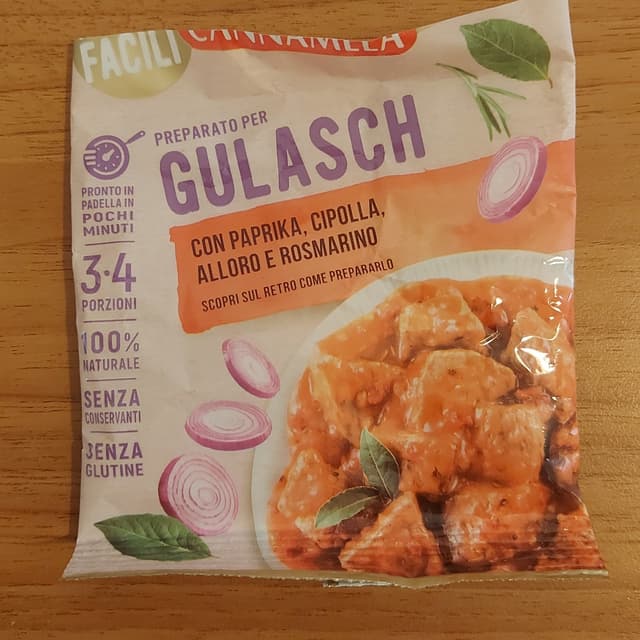 FACILI
CANNAMELA
PREPARATO PER
GULASCH
CON PAPRIKA, CIPOLLA,
ALLORO E ROSMARINO
SCOPRI SUL RETRO COME PREPARARLO
PRONTO IN
PADELLA IN
POCHI
MINUTI
3-4
PORZIONI
100%
NATURALE
SENZA
CONSERVANTI
SENZA
GLUTINE